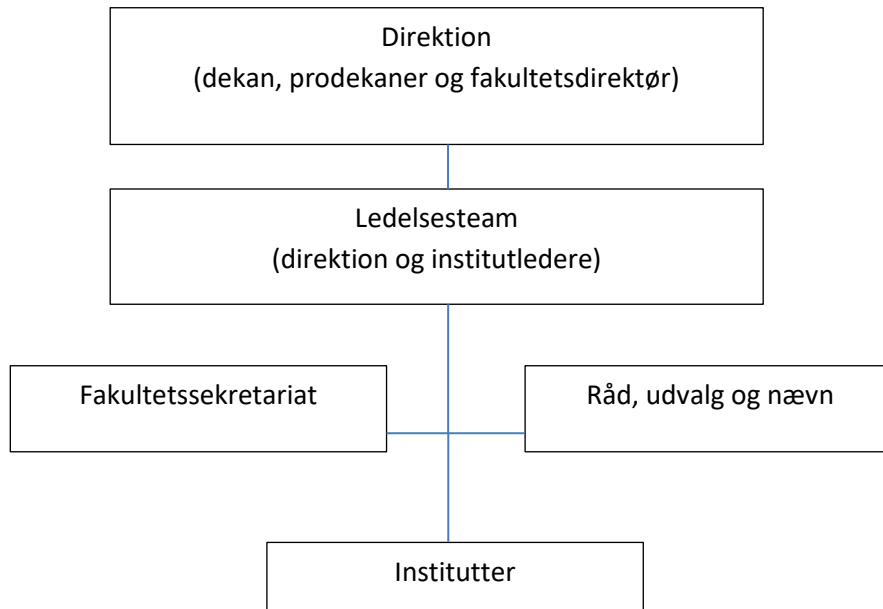 Direktion
(dekan, prodekaner og fakultetsdirektør)
Ledelsesteam
(direktion og institutledere)
Fakultetssekretariat
Råd, udvalg og nævn
Institutter